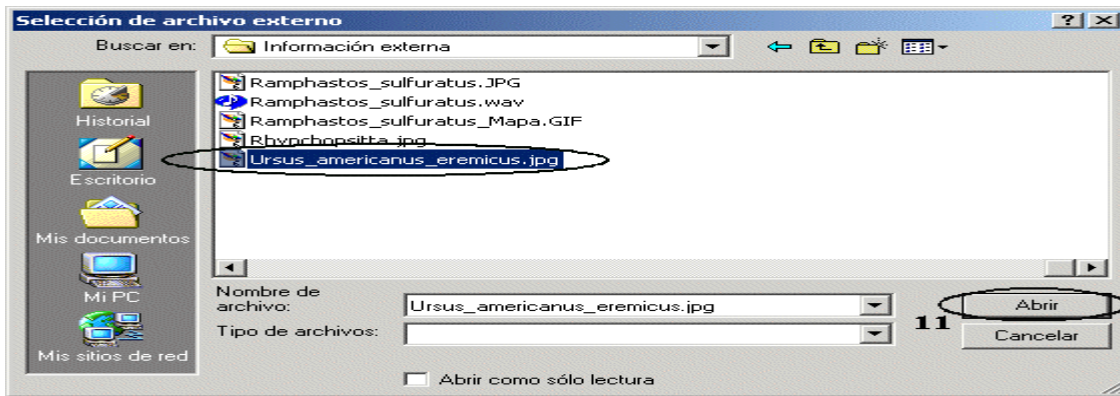 Selección de archivo externo
Buscar en: Información externa
Historial
Escritorio
Mis documentos
Mi PC
Mis sitios de red
Ramphastos_sulfuratus.JPG
Ramphastos_sulfuratus.wav
Ramphastos_sulfuratus_Mapa.GIF
Rhynchopsitta.jpg
Ursus_americanus_eremicus.jpg
Nombre de
archivo: Ursus_americanus_eremicus.jpg Abrir
11
Tipo de archivos: Cancelar
Abrir como sólo lectura